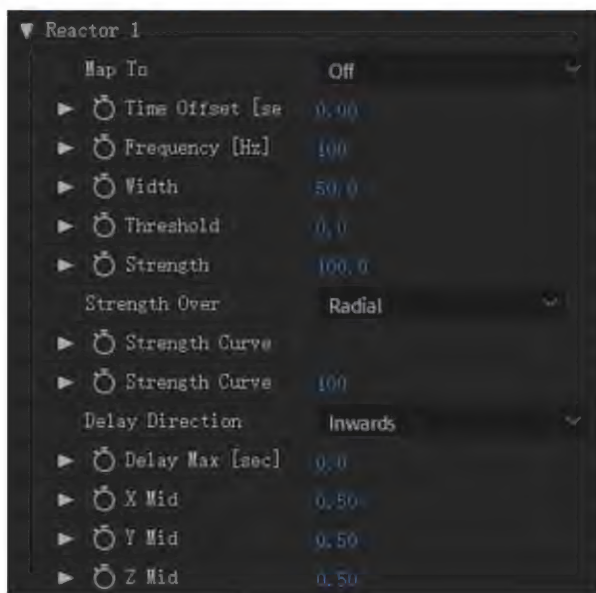 Reactor 1
Map To Off
Time Offset [se 0.00
Frequency [Hz] 100
Width 50.0
Threshold 0.0
Strength 100.0
Strength Over Radial
Strength Curve
Strength Curve 100
Delay Direction Inwards
Delay Max [sec] 0.0
X Mid 0.50
Y Mid 0.50
Z Mid 0.50